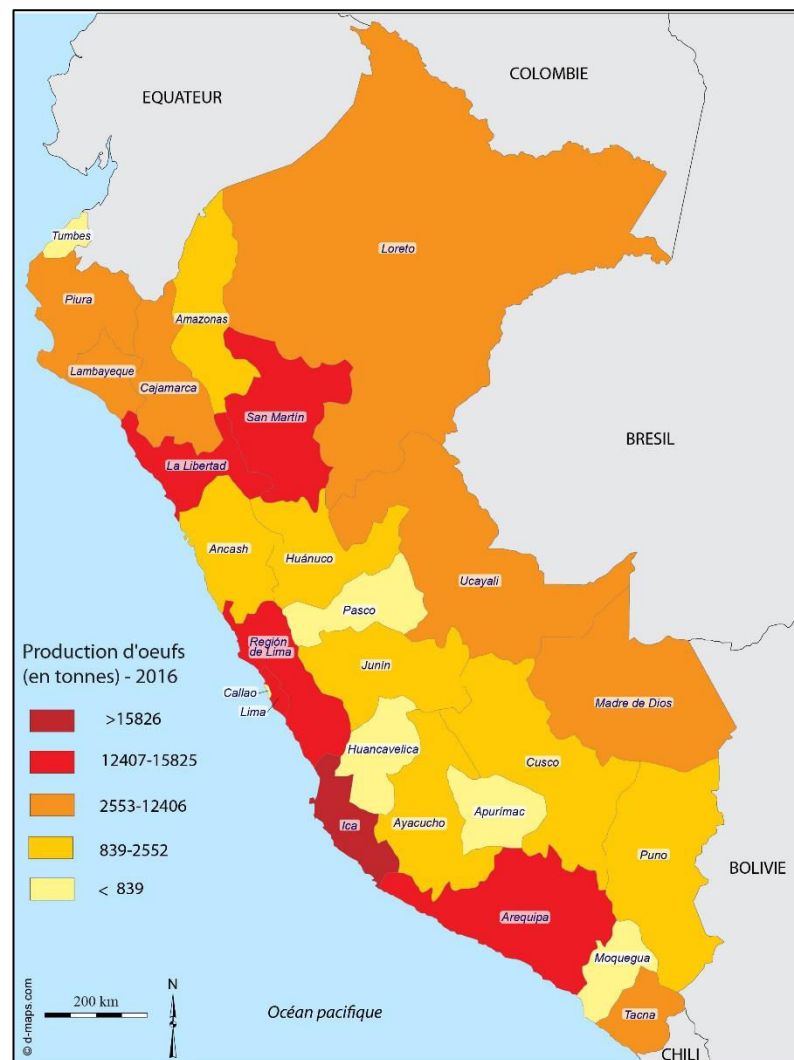 COLOMBIE
EQUATEUR
Tumbes
Loreto
Piura
Amazonas
Lambayeque
Cajamarca
San Martín
BRESIL
La Libertad
Ancash
Huánuco
Ucayali
Pasco
Région
de Lima
Junín
Callao
Lima
Madre de Dios
Huancavelica
Cusco
Apurímac
Ica
Ayacucho
Puno
BOLIVIE
Arequipa
Moquegua
Tacna
CHILI
Production d'oeufs
(en tonnes) - 2016
>15826
12407-15825
2553-12406
839-2552
< 839
200 km
N
Océan pacifique
© d-maps.com